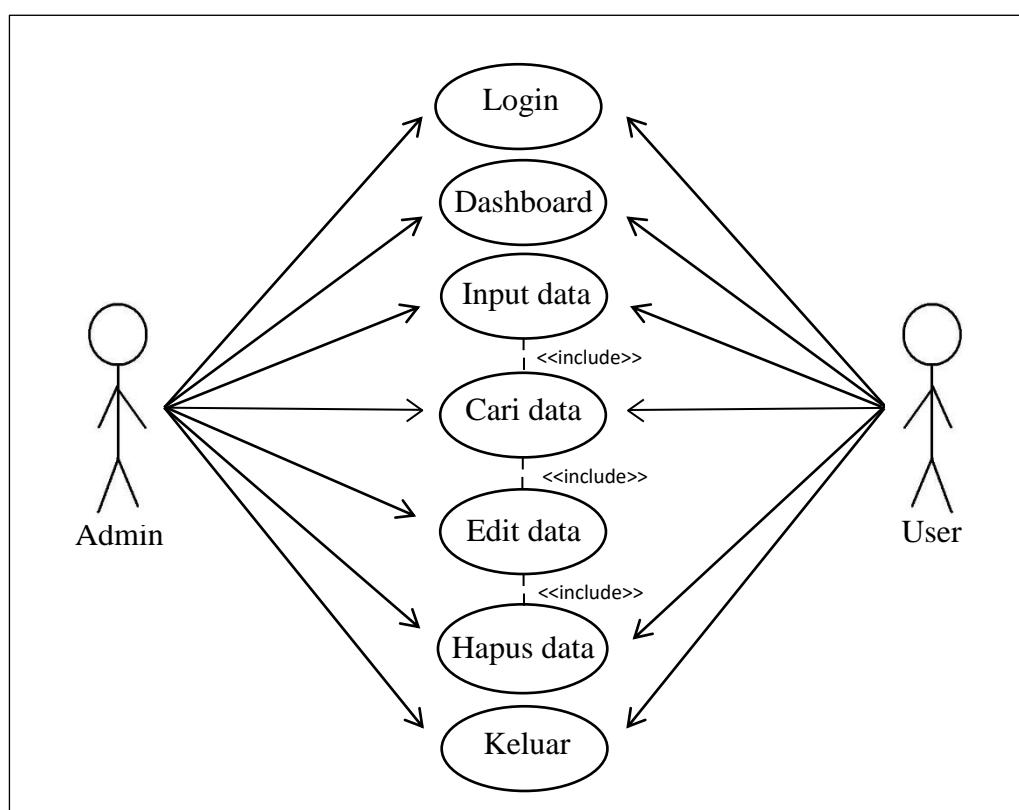 Login
Dashboard
Input data
<<include>>
Cari data
<<include>>
Edit data
<<include>>
Hapus data
Keluar
Admin
User